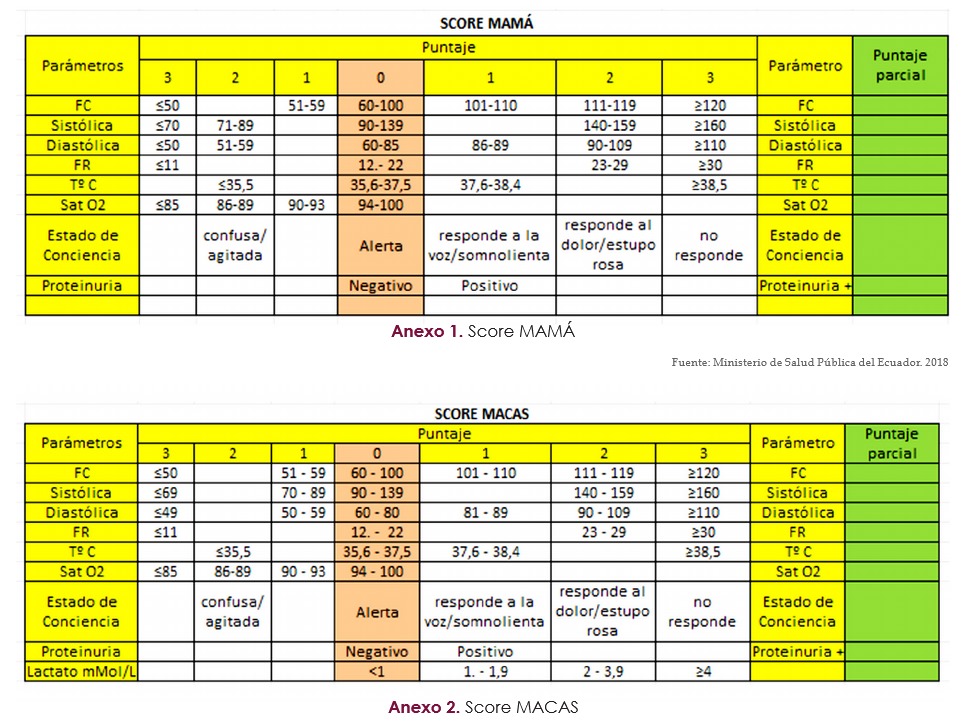 SCORE MAMÁ
Parámetros Puntaje Parámetro Puntaje parcial
3 2 1 0 1 2 3
FC ≤50 51-59 60-100 101-110 111-119 ≥120 FC
Sistólica ≤70 71-89 90-139 140-159 ≥160 Sistólica
Diastólica ≤50 51-59 60-85 86-89 90-109 ≥110 Diastólica
FR ≤11 12.- 22 23-29 ≥30 FR
Tº C ≤35,5 35,6-37,5 37,6-38,4 ≥38,5 Tº C
Sat O2 ≤85 86-89 90-93 94-100 Sat O2
Estado de Conciencia confusa/ agitada Alerta responde a la voz/somnolienta responde al dolor/estupo rosa no responde Estado de Conciencia
Proteinuria Negativo Positivo Proteinuria +
Anexo 1. Score MAMÁ
Fuente: Ministerio de Salud Pública del Ecuador. 2018
SCORE MACAS
Parámetros Puntaje Parámetro Puntaje parcial
3 2 1 0 1 2 3
FC ≤50 51 - 59 60 - 100 101 - 110 111 - 119 ≥120 FC
Sistólica ≤69 70 - 89 90 - 139 140 - 159 ≥160 Sistólica
Diastólica ≤49 50 - 59 60 - 80 81 - 89 90 - 109 ≥110 Diastólica
FR ≤11 12. - 22 23 - 29 ≥30 FR
Tº C ≤35,5 35,6 - 37,5 37,6 - 38,4 ≥38,5 Tº C
Sat O2 ≤85 86-89 90 - 93 94 - 100 Sat O2
Estado de Conciencia confusa/ agitada Alerta responde a la voz/somnolienta responde al dolor/estupo rosa no responde Estado de Conciencia
Proteinuria Negativo Positivo Proteinuria +
Lactato mMol/L <1 1. - 1,9 2 - 3,9 ≥4
Anexo 2. Score MACAS